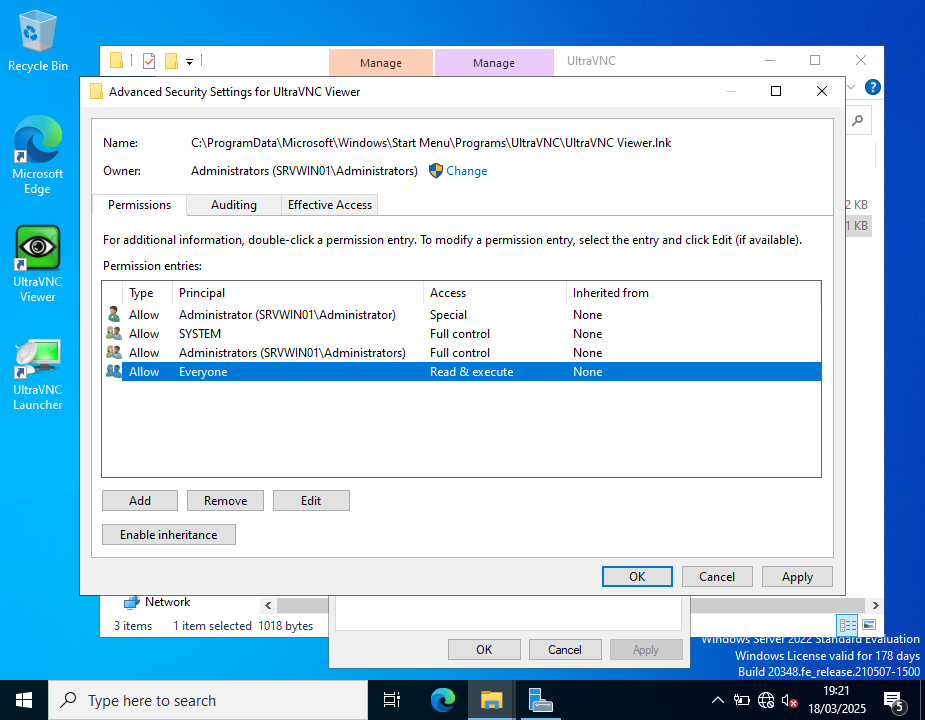 Recycle Bin
Microsoft
Edge
UltraVNC
Viewer
UltraVNC
Launcher
Manage
Manage
UltraVNC
Advanced Security Settings for UltraVNC Viewer
Name:
C:\ProgramData\Microsoft\Windows\Start Menu\Programs\UltraVNC\UltraVNC Viewer.lnk
Owner:
Administrators (SRVWIN01\Administrators)
Change
Permissions
Auditing
Effective Access
For additional information, double-click a permission entry. To modify a permission entry, select the entry and click Edit (if available).
Permission entries:
Type Principal Access Inherited from
Allow Administrator (SRVWIN01\Administrator) Special None
Allow SYSTEM Full control None
Allow Administrators (SRVWIN01\Administrators) Full control None
Allow Everyone Read & execute None
Add
Remove
Edit
Enable inheritance
OK
Cancel
Apply
2 KB
1 KB
Network
3 items 1 item selected 1018 bytes
OK
Cancel
Apply
Windows Server 2022 Standard Evaluation
Windows License valid for 178 days
Build 20348.fe_release.210507-1500
Type here to search
19:21
18/03/2025
5